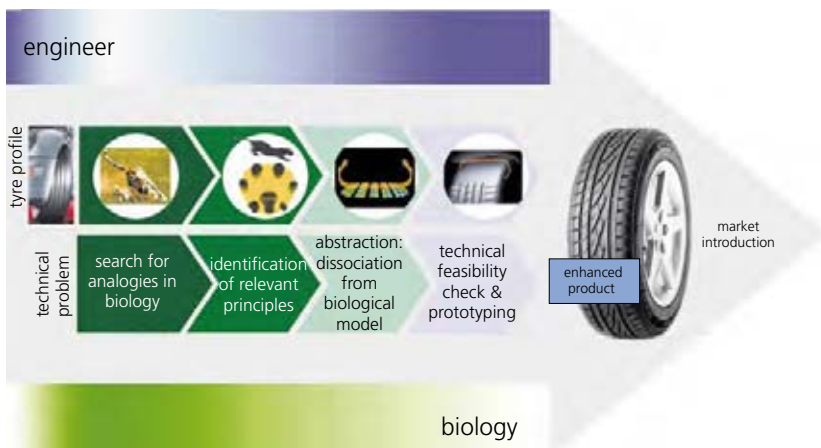 engineer
tyre profile
technical
problem
search for
analogies in
biology
identification
of relevant
principles
abstraction:
dissociation
from
biological
model
technical
feasibility
check &
prototyping
enhanced
product
market
introduction
biology